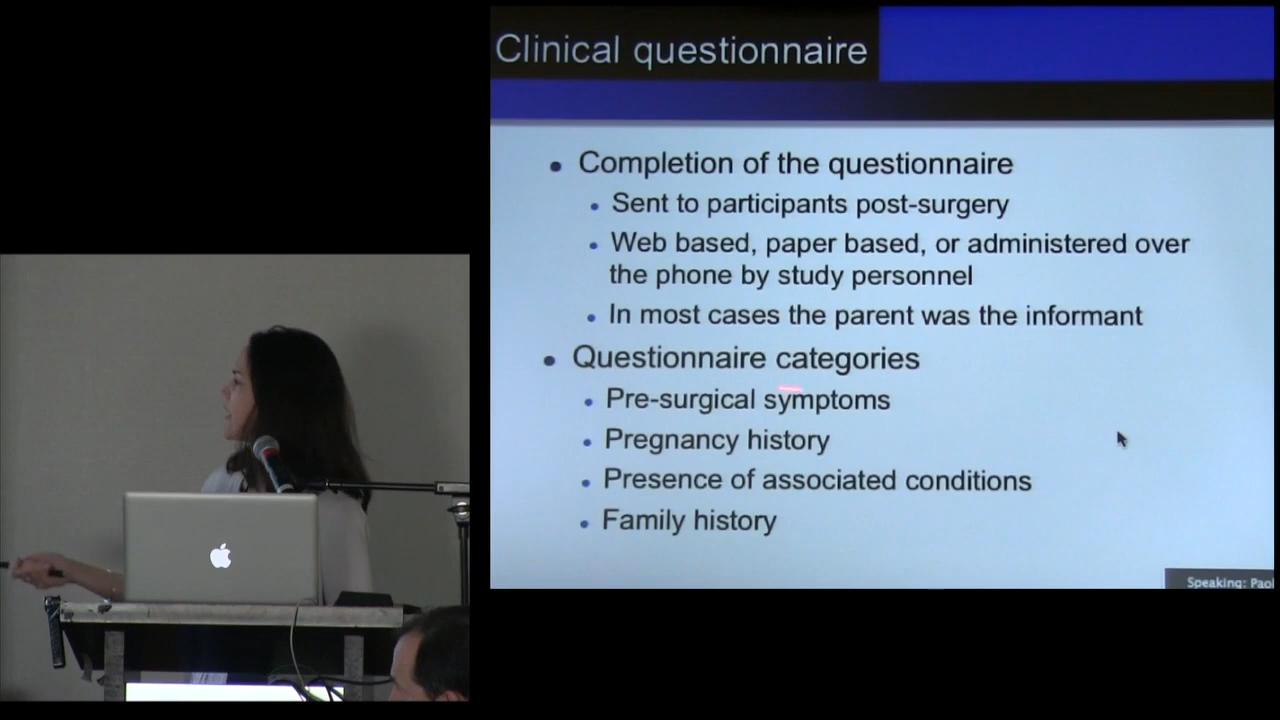 Clinical questionnaire
Completion of the questionnaire
Sent to participants post-surgery
Web based, paper based, or administered over
the phone by study personnel
In most cases the parent was the informant
Questionnaire categories
Pre-surgical symptoms
Pregnancy history
Presence of associated conditions
Family history
Speaking: Paol